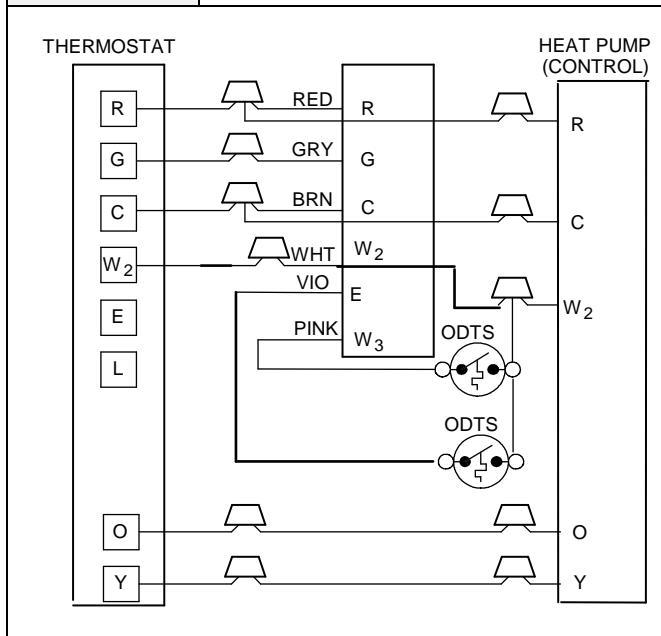 THERMOSTAT
HEAT PUMP
(CONTROL)
R RED R R
G GRY G
C BRN C C
W2 WHT W2 W2
VIO E
E
PINK W3 ODTS
L
ODTS
O O
Y Y